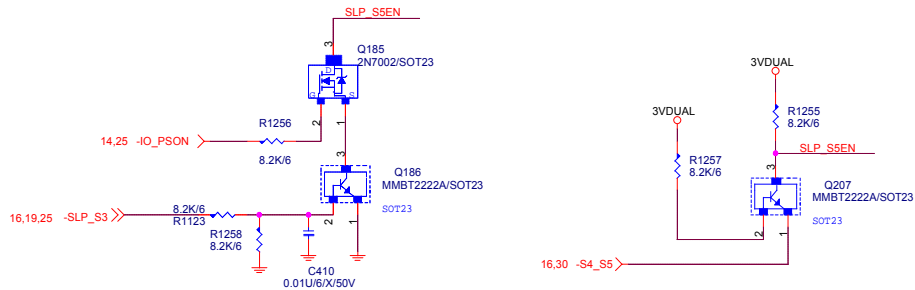 SLP_S5EN
3
Q185
2N7002/SOT23
D
G
S
2
1
14,25 -IO_PSON
R1256
8.2K/6
3
Q186
MMBT2222A/SOT23
SOT23
2
1
16,19,25 -SLP_S3
8.2K/6
R1123
R1258
8.2K/6
C410
0.01U/6/X/50V
3VDUAL
R1255
8.2K/6
3VDUAL
R1257
8.2K/6
SLP_S5EN
3
Q207
MMBT2222A/SOT23
SOT23
2
1
16,30 -S4_S5